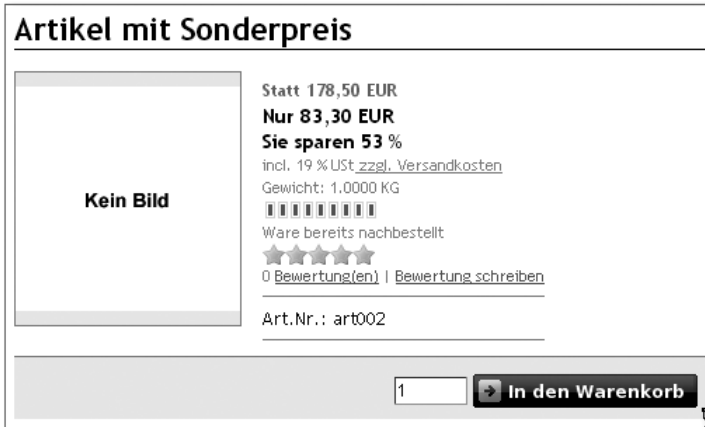 Artikel mit Sonderpreis
Kein Bild
Statt 178,50 EUR
Nur 83,30 EUR
Sie sparen 53 %
incl. 19 % USt zzgl. Versandkosten
Gewicht: 1.0000 KG
Ware bereits nachbestellt
0 Bewertung(en) | Bewertung schreiben
Art.Nr.: art002
1
In den Warenkorb